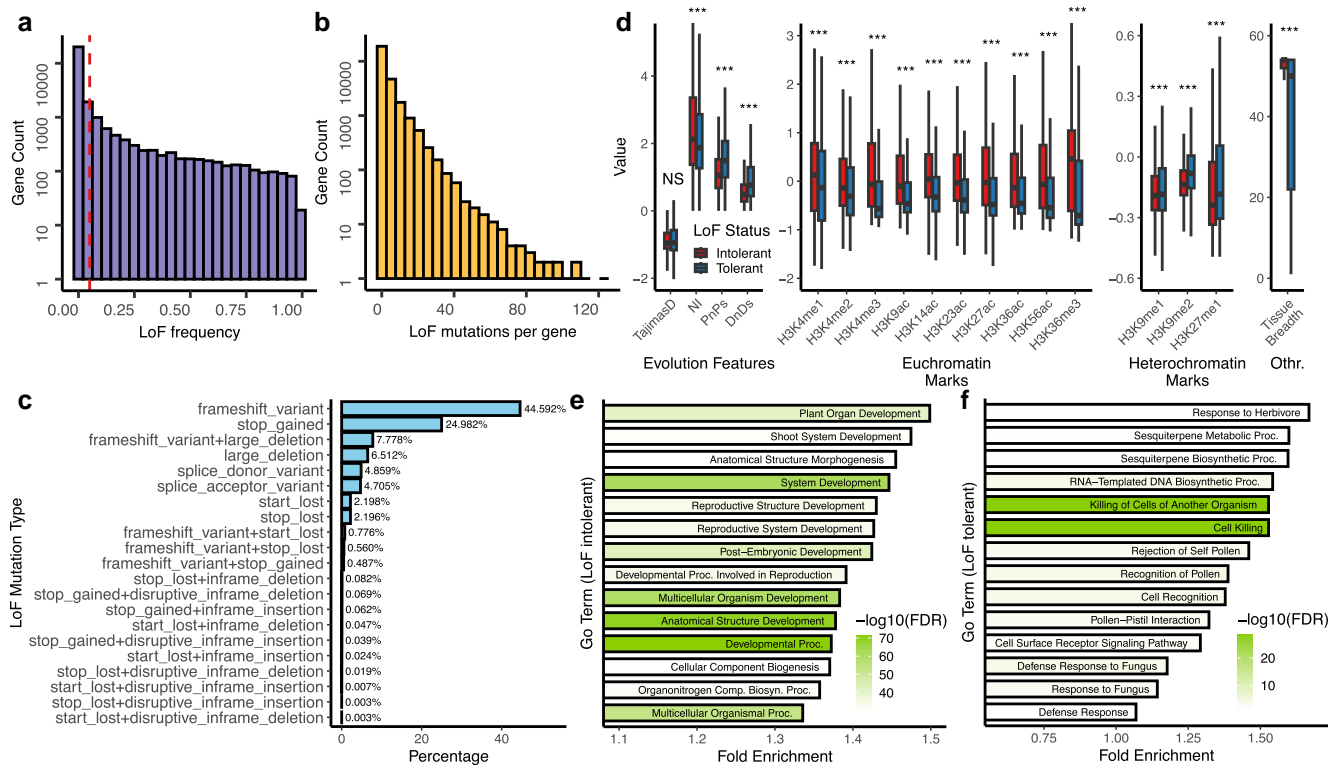 a
Gene Count
10000
1000
100
10
1
0.00
0.25
0.50
0.75
1.00
LoF frequency
b
Gene Count
10000
1000
100
10
1
0
40
80
120
LoF mutations per gene
d
Value
4
2
0
−2
***
***
***
NS
TajimasD
NI
PnPs
DnDs
Evolution Features
LoF Status
Intolerant
Tolerant
3
2
1
0
−1
−2
***
***
***
***
***
***
***
***
***
***
H3K4me1
H3K4me2
H3K4me3
H3K9ac
H3K14ac
H3K23ac
H3K27ac
H3K36ac
H3K56ac
H3K36me3
Euchromatin
Marks
0.6
0.3
0.0
−0.3
−0.6
***
***
***
H3K9me1
H3K9me2
H3K27me1
Heterochromatin
Marks
60
40
20
0
***
Tissue
Breadth
Othr.
c
LoF Mutation Type
frameshift_variant 44.592%
stop_gained 24.982%
frameshift_variant+large_deletion 7.778%
large_deletion 6.512%
splice_donor_variant 4.859%
splice_acceptor_variant 4.705%
start_lost 2.198%
stop_lost 2.196%
frameshift_variant+start_lost 0.776%
frameshift_variant+stop_lost 0.560%
frameshift_variant+stop_gained 0.487%
stop_lost+inframe_deletion 0.082%
stop_gained+disruptive_inframe_deletion 0.069%
stop_gained+inframe_insertion 0.062%
start_lost+inframe_deletion 0.047%
stop_gained+disruptive_inframe_insertion 0.039%
start_lost+inframe_insertion 0.024%
stop_lost+disruptive_inframe_deletion 0.019%
start_lost+disruptive_inframe_insertion 0.007%
stop_lost+disruptive_inframe_insertion 0.003%
start_lost+disruptive_inframe_deletion 0.003%
0
20
40
Percentage
e
Go Term (LoF intolerant)
Plant Organ Development
Shoot System Development
Anatomical Structure Morphogenesis
System Development
Reproductive Structure Development
Reproductive System Development
Post−Embryonic Development
Developmental Proc. Involved in Reproduction
Multicellular Organism Development
Anatomical Structure Development
Developmental Proc.
Cellular Component Biogenesis
Organonitrogen Comp. Biosyn. Proc.
Multicellular Organismal Proc.
−log10(FDR)
70
60
50
40
1.1
1.2
1.3
1.4
1.5
Fold Enrichment
f
Go Term (LoF tolerant)
Response to Herbivore
Sesquiterpene Metabolic Proc.
Sesquiterpene Biosynthetic Proc.
RNA−Templated DNA Biosynthetic Proc.
Killing of Cells of Another Organism
Cell Killing
Rejection of Self Pollen
Recognition of Pollen
Cell Recognition
Pollen−Pistil Interaction
Cell Surface Receptor Signaling Pathway
Defense Response to Fungus
Response to Fungus
Defense Response
−log10(FDR)
20
10
0.75
1.00
1.25
1.50
Fold Enrichment